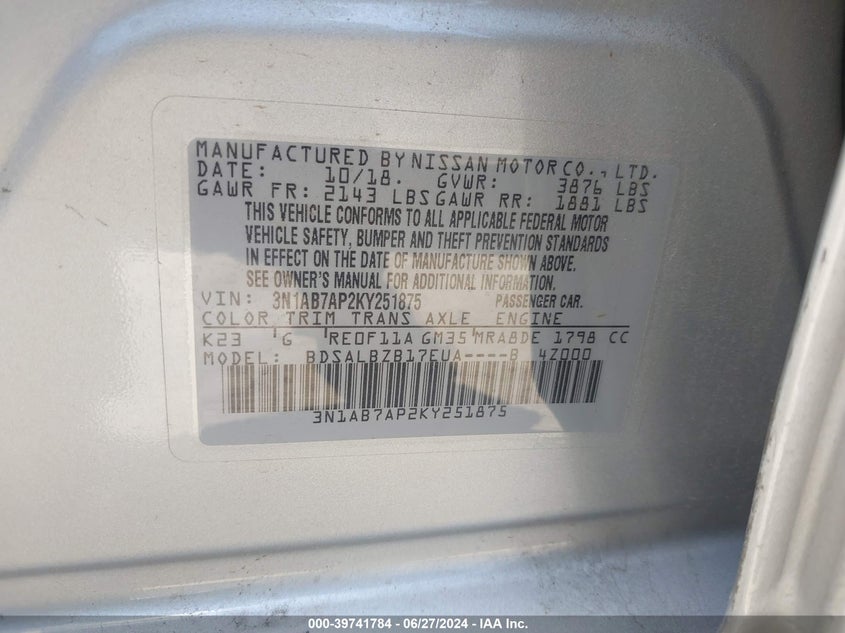 MANUFACTURED BY NISSAN MOTOR CO., LTD.
DATE: 10/18. GVWR: 3876 LBS
GAWR FR: 2143 LBS GAWR RR: 1881 LBS
THIS VEHICLE CONFORMS TO ALL APPLICABLE FEDERAL MOTOR
VEHICLE SAFETY, BUMPER AND THEFT PREVENTION STANDARDS
IN EFFECT ON THE DATE OF MANUFACTURE SHOWN ABOVE.
SEE OWNER'S MANUAL FOR ADDITIONAL INFORMATION.
VIN: 3N1AB7AP2KY251875 PASSENGER CAR.
COLOR TRIM TRANS AXLE ENGINE
K23 'G 'RE0F11A GM35'MRA8DE 1798 CC
MODEL: BDSALBZB17EUA----B 4Z000
3N1AB7AP2KY251875
000-39741784 - 06/27/2024 - IAA Inc.